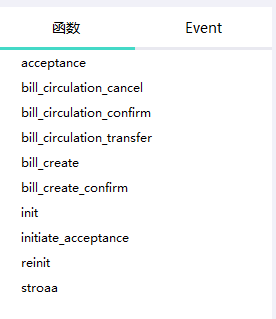 函数 Event
acceptance
bill_circulation_cancel
bill_circulation_confirm
bill_circulation_transfer
bill_create
bill_create_confirm
init
initiate_acceptance
reinit
stroaa